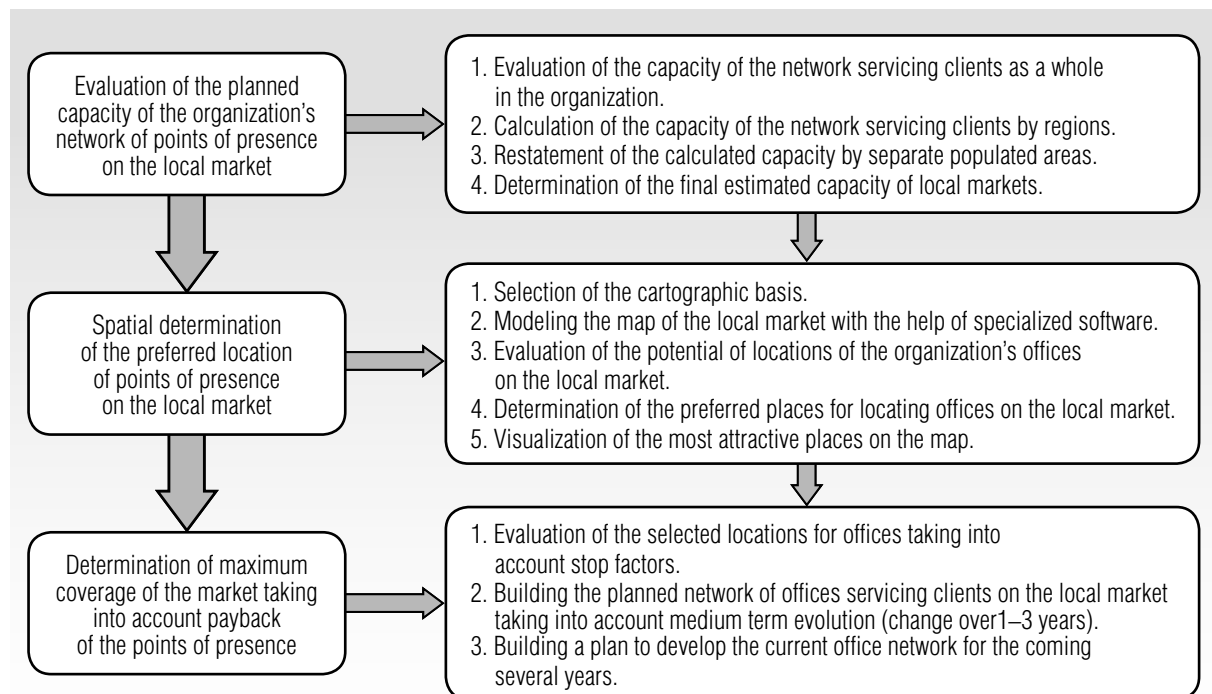 Evaluation of the planned
capacity of the organization's
network of points of presence
on the local market
1. Evaluation of the capacity of the network servicing clients as a whole
in the organization.
2. Calculation of the capacity of the network servicing clients by regions.
3. Restatement of the calculated capacity by separate populated areas.
4. Determination of the final estimated capacity of local markets.
Spatial determination
of the preferred location
of points of presence
on the local market
1. Selection of the cartographic basis.
2. Modeling the map of the local market with the help of specialized software.
3. Evaluation of the potential of locations of the organization's offices
on the local market.
4. Determination of the preferred places for locating offices on the local market.
5. Visualization of the most attractive places on the map.
Determination of maximum
coverage of the market taking
into account payback
of the points of presence
1. Evaluation of the selected locations for offices taking into
account stop factors.
2. Building the planned network of offices servicing clients on the local market
taking into account medium term evolution (change over1–3 years).
3. Building a plan to develop the current office network for the coming
several years.